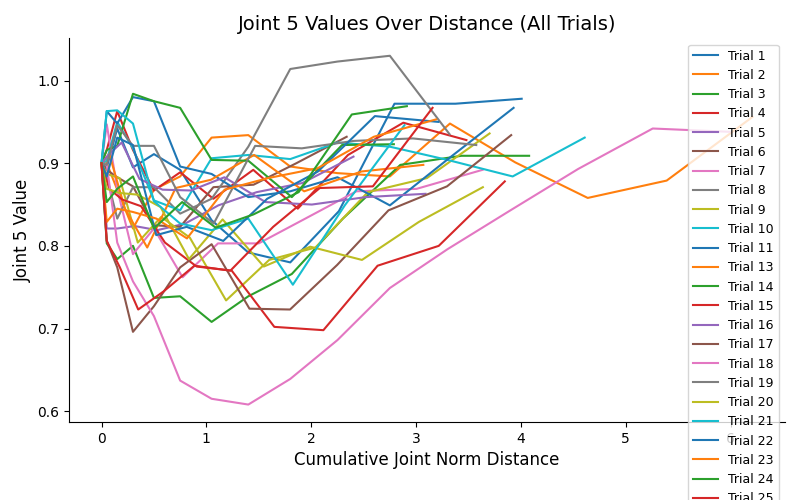 Joint 5 Values Over Distance (All Trials)
Joint 5 Value
1.0
0.9
0.8
0.7
0.6
0
1
2
3
4
5
Cumulative Joint Norm Distance
Trial 1
Trial 2
Trial 3
Trial 4
Trial 5
Trial 6
Trial 7
Trial 8
Trial 9
Trial 10
Trial 11
Trial 13
Trial 14
Trial 15
Trial 16
Trial 17
Trial 18
Trial 19
Trial 20
Trial 21
Trial 22
Trial 23
Trial 24
Trial 25